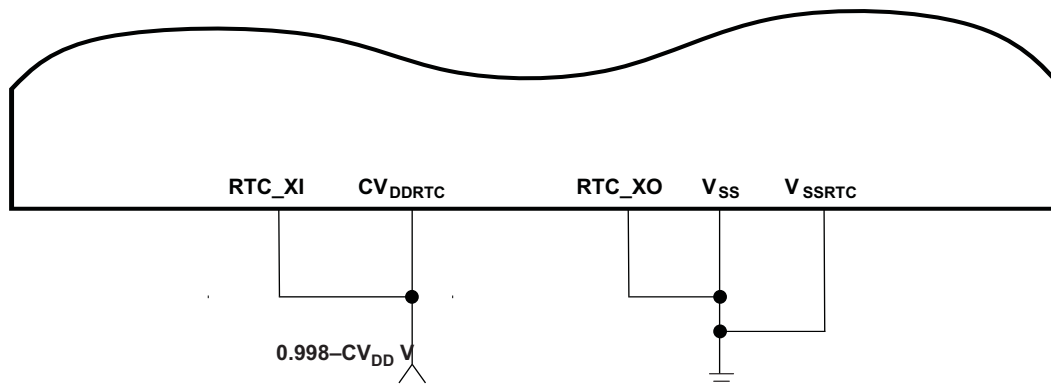 RTC_XI CV_DDRTC RTC_XO V_SS V_SSRTC
0.998–CV_DD V